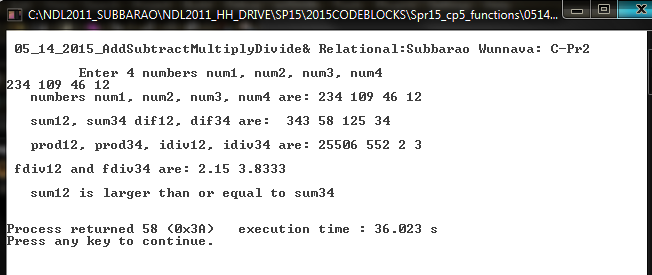 C:\NDL2011_SUBBARAO\NDL2011_HH_DRIVE\SP15\2015CODEBLOCKS\Spr15_cp5_functions\0514
05_14_2015_AddSubtractMultiplyDivide& Relational:Subbarao Wunnava: C-Pr2
Enter 4 numbers num1, num2, num3, num4
234 109 46 12
numbers num1, num2, num3, num4 are: 234 109 46 12
sum12, sum34 dif12, dif34 are:  343 58 125 34
prod12, prod34, idiv12, idiv34 are: 25506 552 2 3
fdiv12 and fdiv34 are: 2.15 3.8333
sum12 is larger than or equal to sum34
Process returned 58 (0x3A)   execution time : 36.023 s
Press any key to continue.